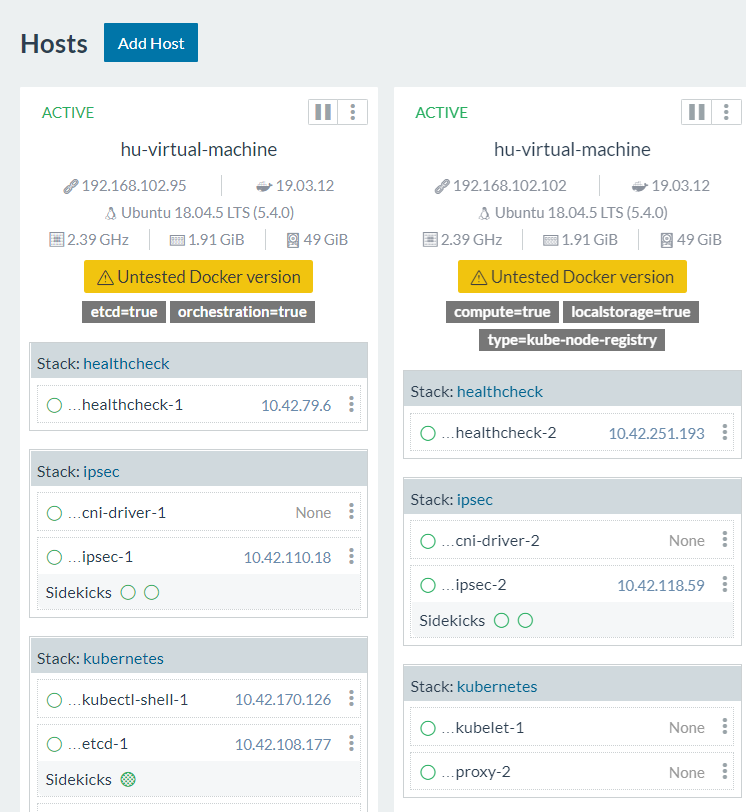 Hosts
Add Host
ACTIVE
hu-virtual-machine
192.168.102.95
19.03.12
Ubuntu 18.04.5 LTS (5.4.0)
2.39 GHz
1.91 GiB
49 GiB
Untested Docker version
etcd=true
orchestration=true
Stack: healthcheck
...healthcheck-1
10.42.79.6
Stack: ipsec
...cni-driver-1
None
...ipsec-1
10.42.110.18
Sidekicks
Stack: kubernetes
...kubectl-shell-1
10.42.170.126
...etcd-1
10.42.108.177
Sidekicks
ACTIVE
hu-virtual-machine
192.168.102.102
19.03.12
Ubuntu 18.04.5 LTS (5.4.0)
2.39 GHz
1.91 GiB
49 GiB
Untested Docker version
compute=true
localstorage=true
type=kube-node-registry
Stack: healthcheck
...healthcheck-2
10.42.251.193
Stack: ipsec
...cni-driver-2
None
...ipsec-2
10.42.118.59
Sidekicks
Stack: kubernetes
...kubelet-1
None
...proxy-2
None